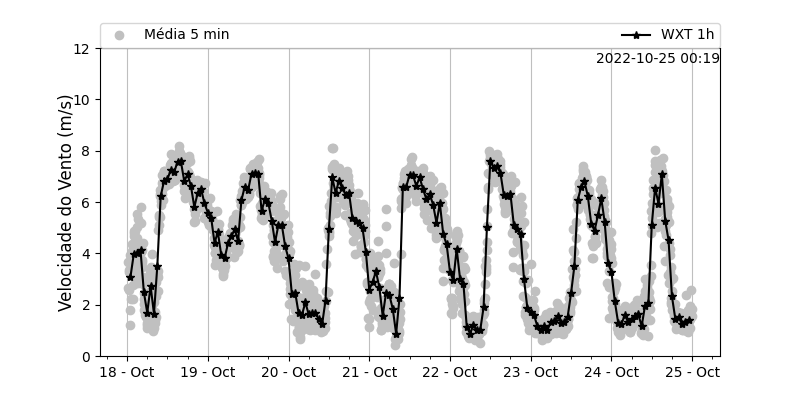 Média 5 min
WXT 1h
2022-10-25 00:19
Velocidade do Vento (m/s)
12
10
8
6
4
2
0
18 - Oct
19 - Oct
20 - Oct
21 - Oct
22 - Oct
23 - Oct
24 - Oct
25 - Oct